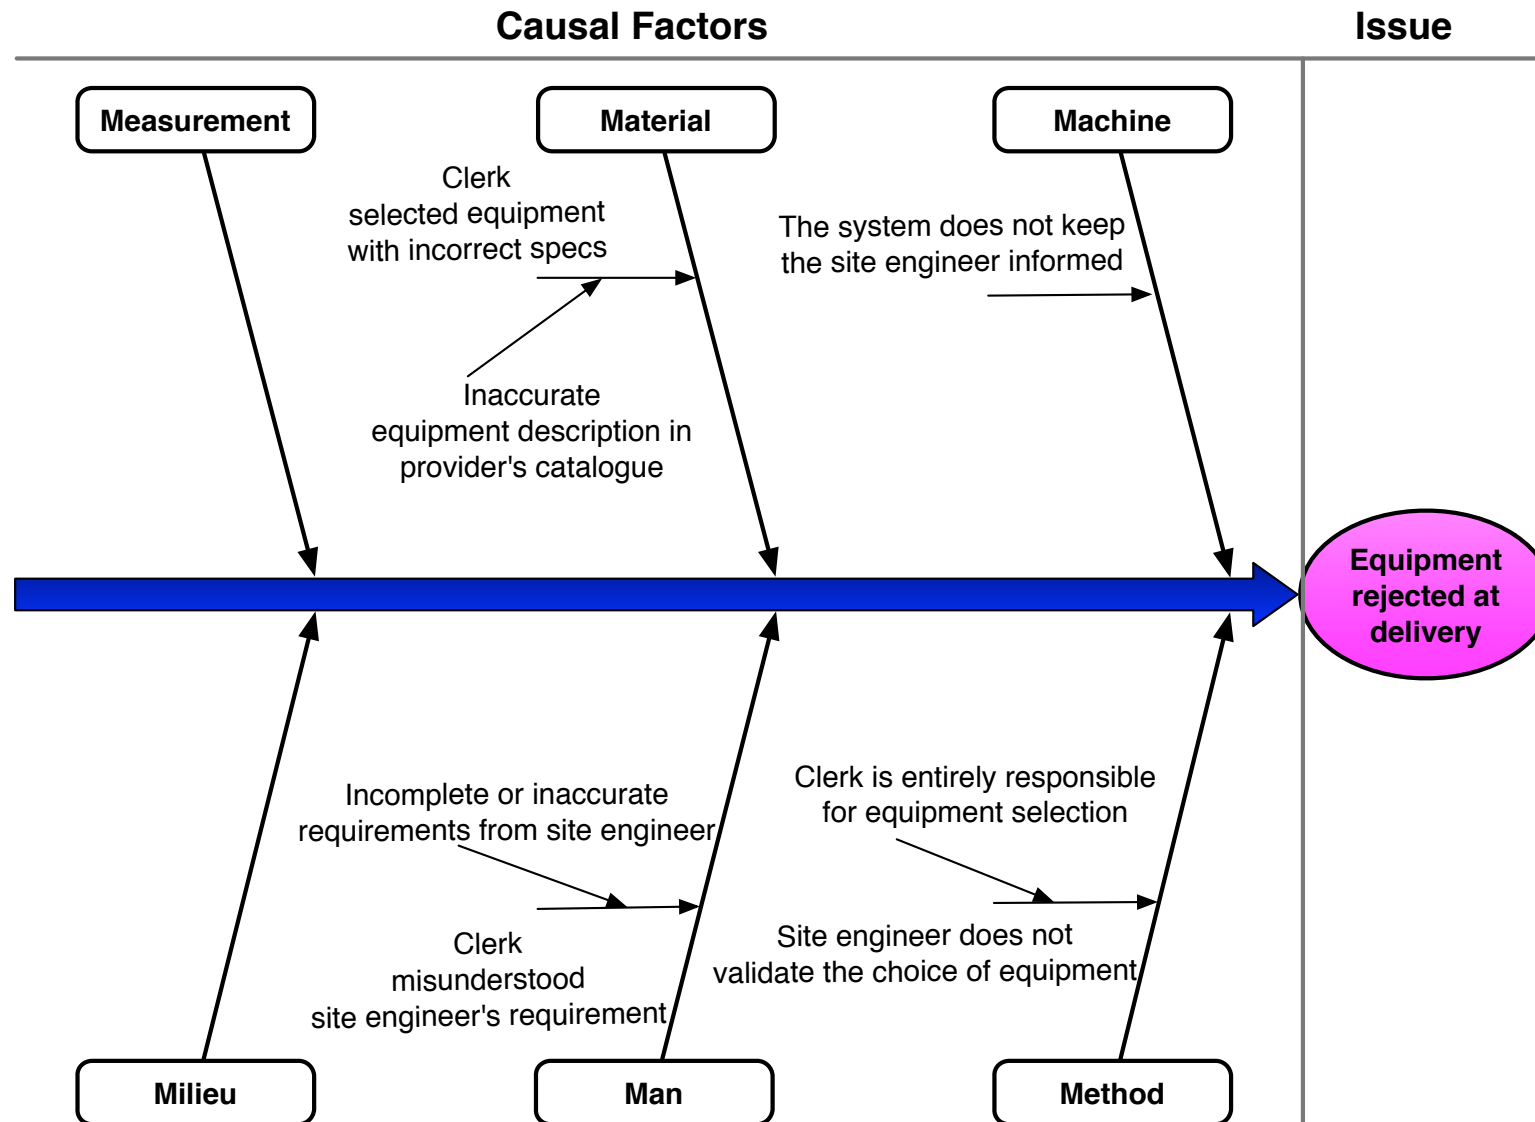 Causal Factors
Issue
Measurement
Material
Machine
Clerk
selected equipment
with incorrect specs
The system does not keep
the site engineer informed
Inaccurate
equipment description in
provider's catalogue
Equipment
rejected at
delivery
Incomplete or inaccurate
requirements from site engineer
Clerk is entirely responsible
for equipment selection
Clerk
misunderstood
site engineer's requirement
Site engineer does not
validate the choice of equipment
Milieu
Man
Method